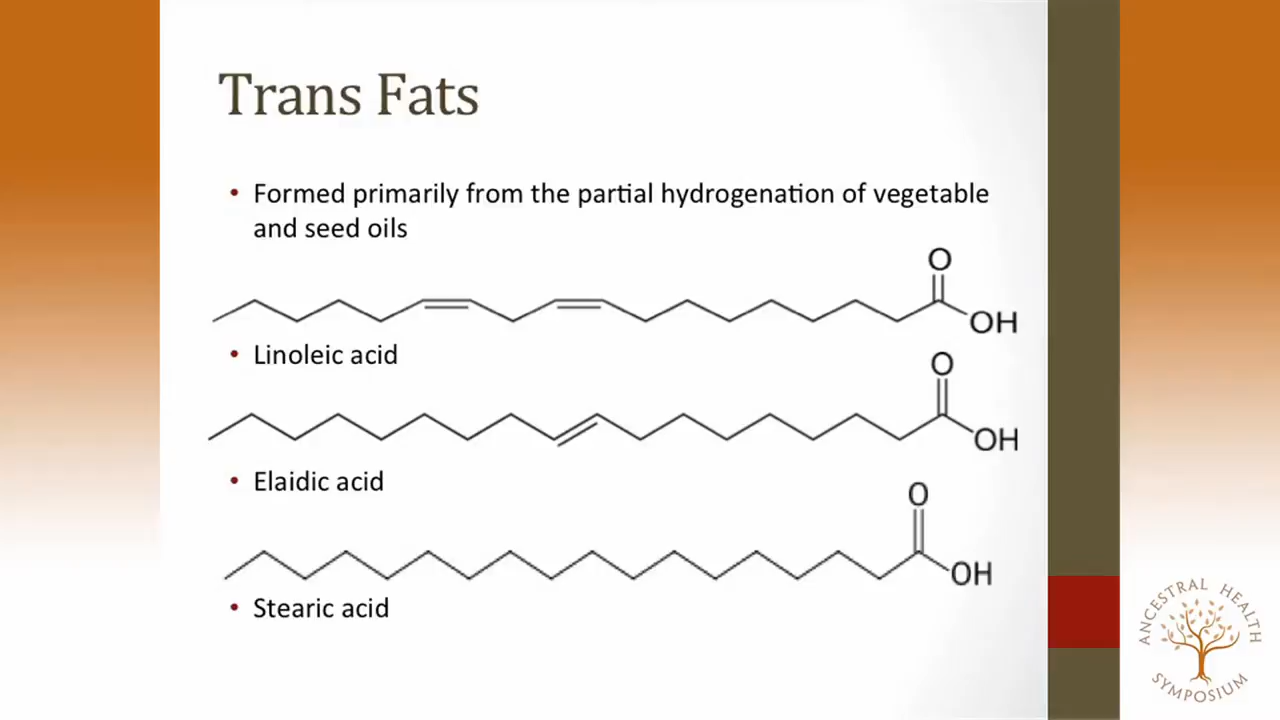 Trans Fats
• Formed primarily from the partial hydrogenation of vegetable
and seed oils
O
OH
• Linoleic acid
O
OH
• Elaidic acid
O
OH
• Stearic acid
ANCESTRAL HEALTH
SYMPOSIUM